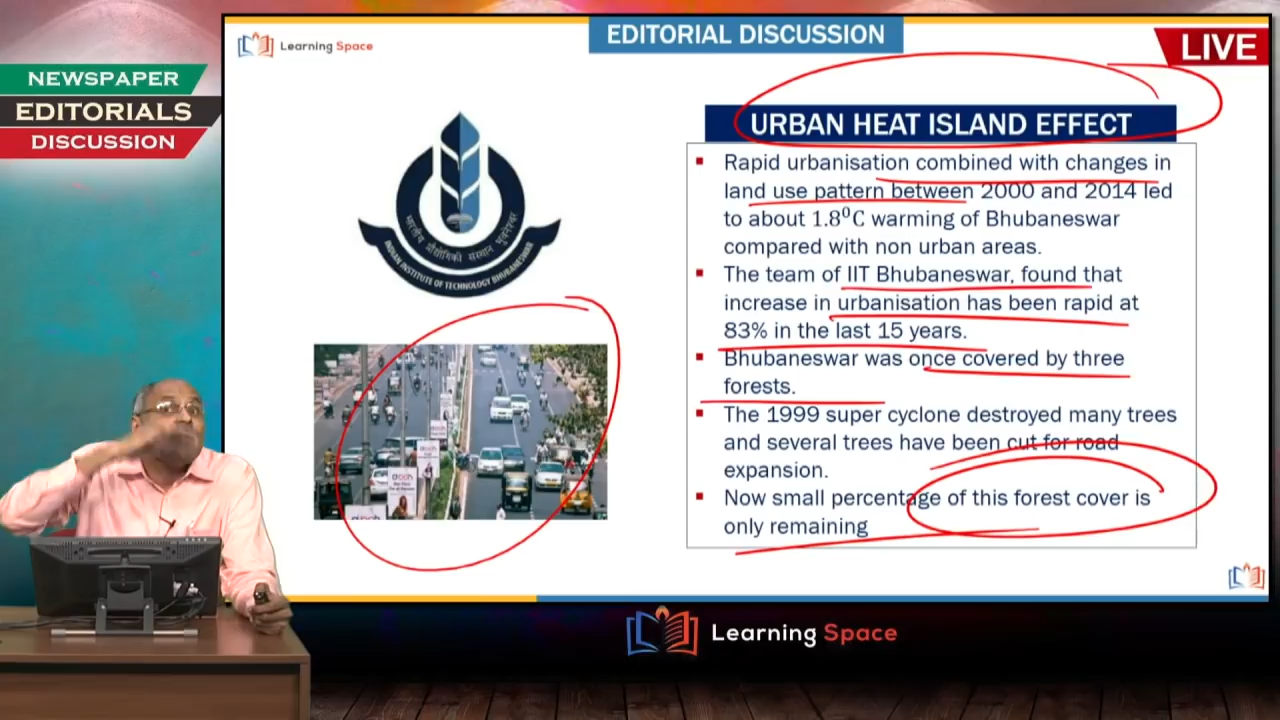 EDITORIAL DISCUSSION
Learning Space
LIVE
NEWSPAPER
EDITORIALS
DISCUSSION
URBAN HEAT ISLAND EFFECT
▪ Rapid urbanisation combined with changes in
land use pattern between 2000 and 2014 led
to about 1.8⁰C warming of Bhubaneswar
compared with non urban areas.
▪ The team of IIT Bhubaneswar, found that
increase in urbanisation has been rapid at
83% in the last 15 years.
▪ Bhubaneswar was once covered by three
forests.
▪ The 1999 super cyclone destroyed many trees
and several trees have been cut for road
expansion.
▪ Now small percentage of this forest cover is
only remaining
भारतीय प्रौद्योगिकी संस्थान भुवनेश्वर
INDIAN INSTITUTE OF TECHNOLOGY BHUBANESWAR
Learning Space